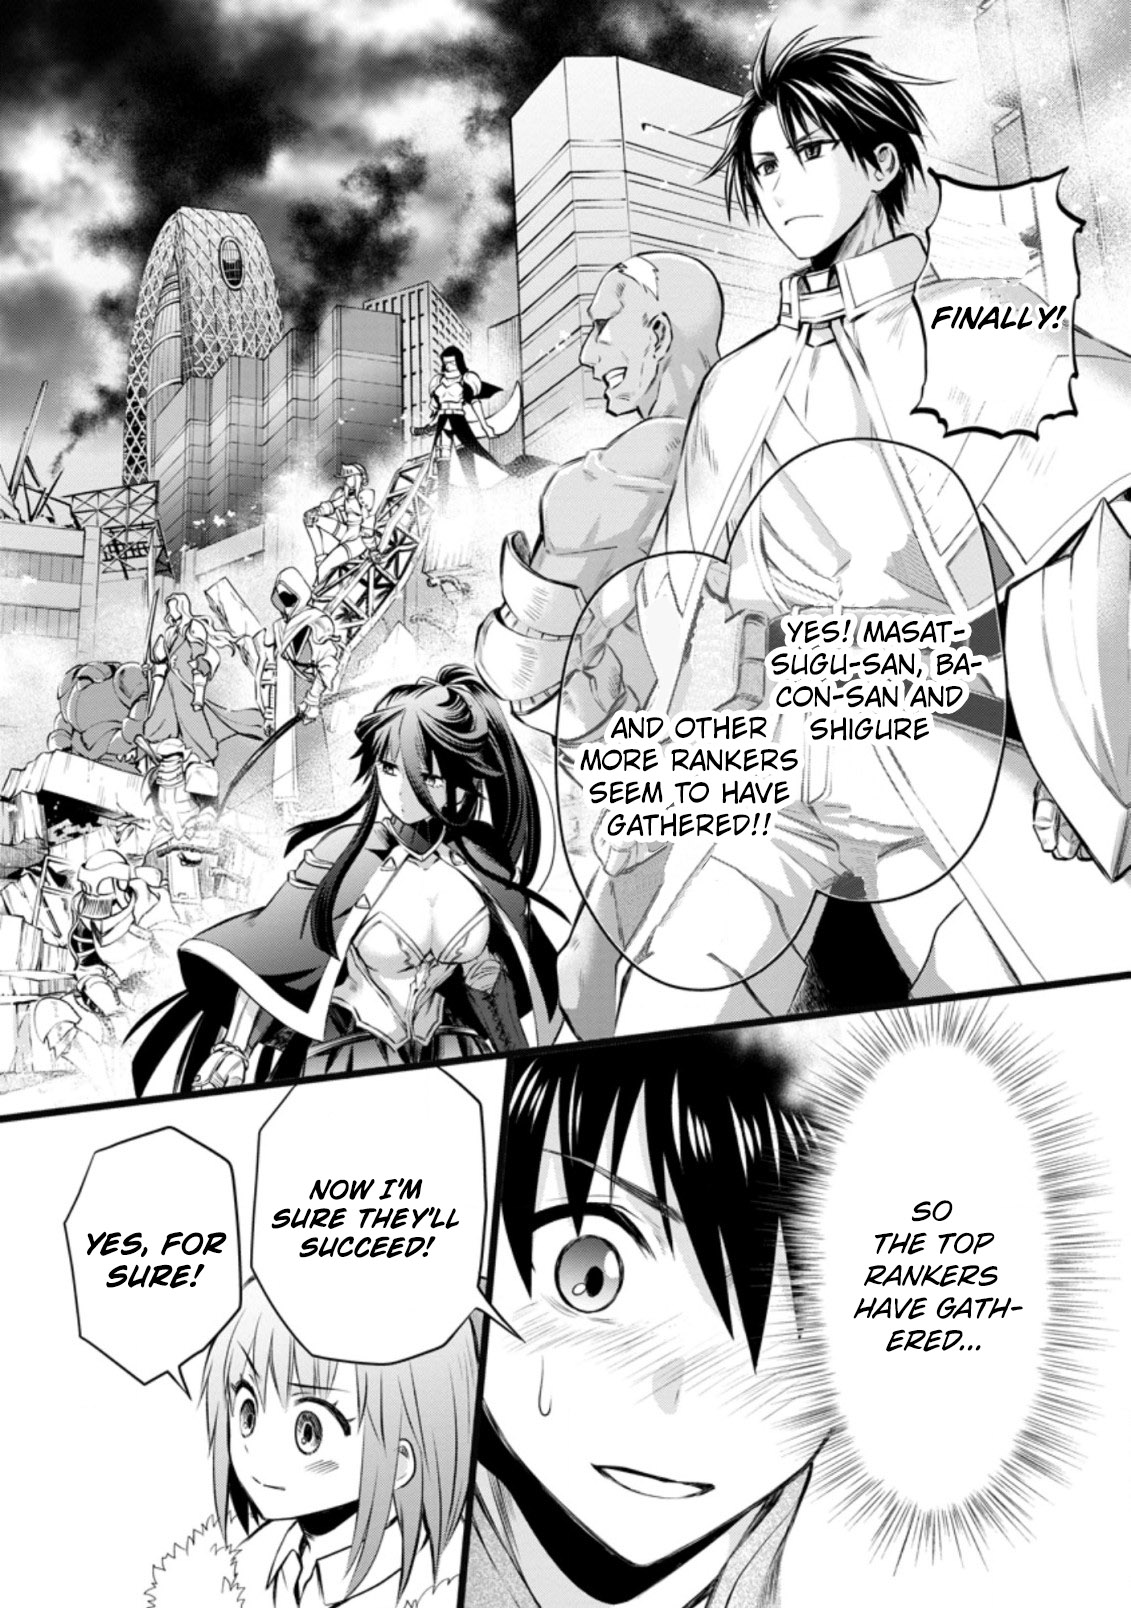 FINALLY!
YES! MASAT-
SUGU-SAN, BA-
CON-SAN AND
SHIGURE
AND OTHER
MORE RANKERS
SEEM TO HAVE
GATHERED!!
SO
THE TOP
RANKERS
HAVE GATH-
ERED...
NOW I'M
SURE THEY'LL
SUCCEED!
YES, FOR
SURE!